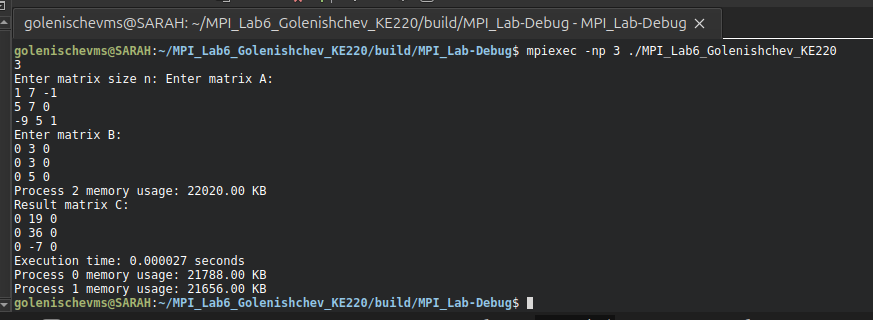 golenischevms@SARAH: ~/MPI_Lab6_Golenishchev_KE220/build/MPI_Lab-Debug - MPI_Lab-Debug
golenischevms@SARAH:~/MPI_Lab6_Golenishchev_KE220/build/MPI_Lab-Debug$ mpiexec -np 3 ./MPI_Lab6_Golenishchev_KE220
3
Enter matrix size n: Enter matrix A:
1 7 -1
5 7 0
-9 5 1
Enter matrix B:
0 3 0
0 3 0
0 5 0
Process 2 memory usage: 22020.00 KB
Result matrix C:
0 19 0
0 36 0
0 -7 0
Execution time: 0.000027 seconds
Process 0 memory usage: 21788.00 KB
Process 1 memory usage: 21656.00 KB
golenischevms@SARAH:~/MPI_Lab6_Golenishchev_KE220/build/MPI_Lab-Debug$